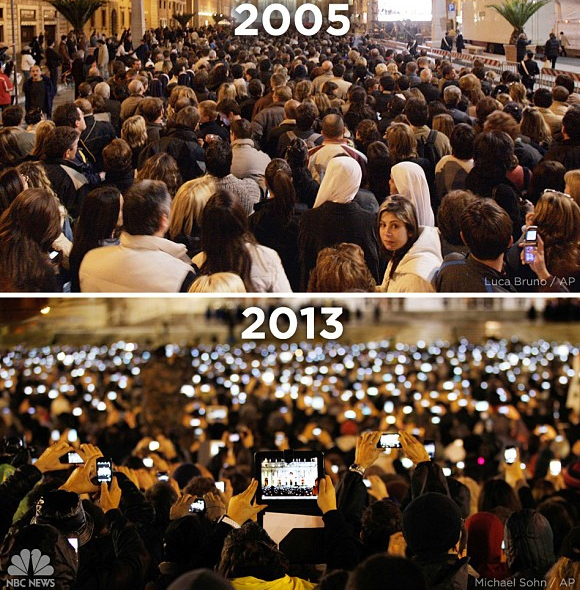 2005
Luca Bruno / AP
2013
NBC NEWS
Michael Sohn / AP